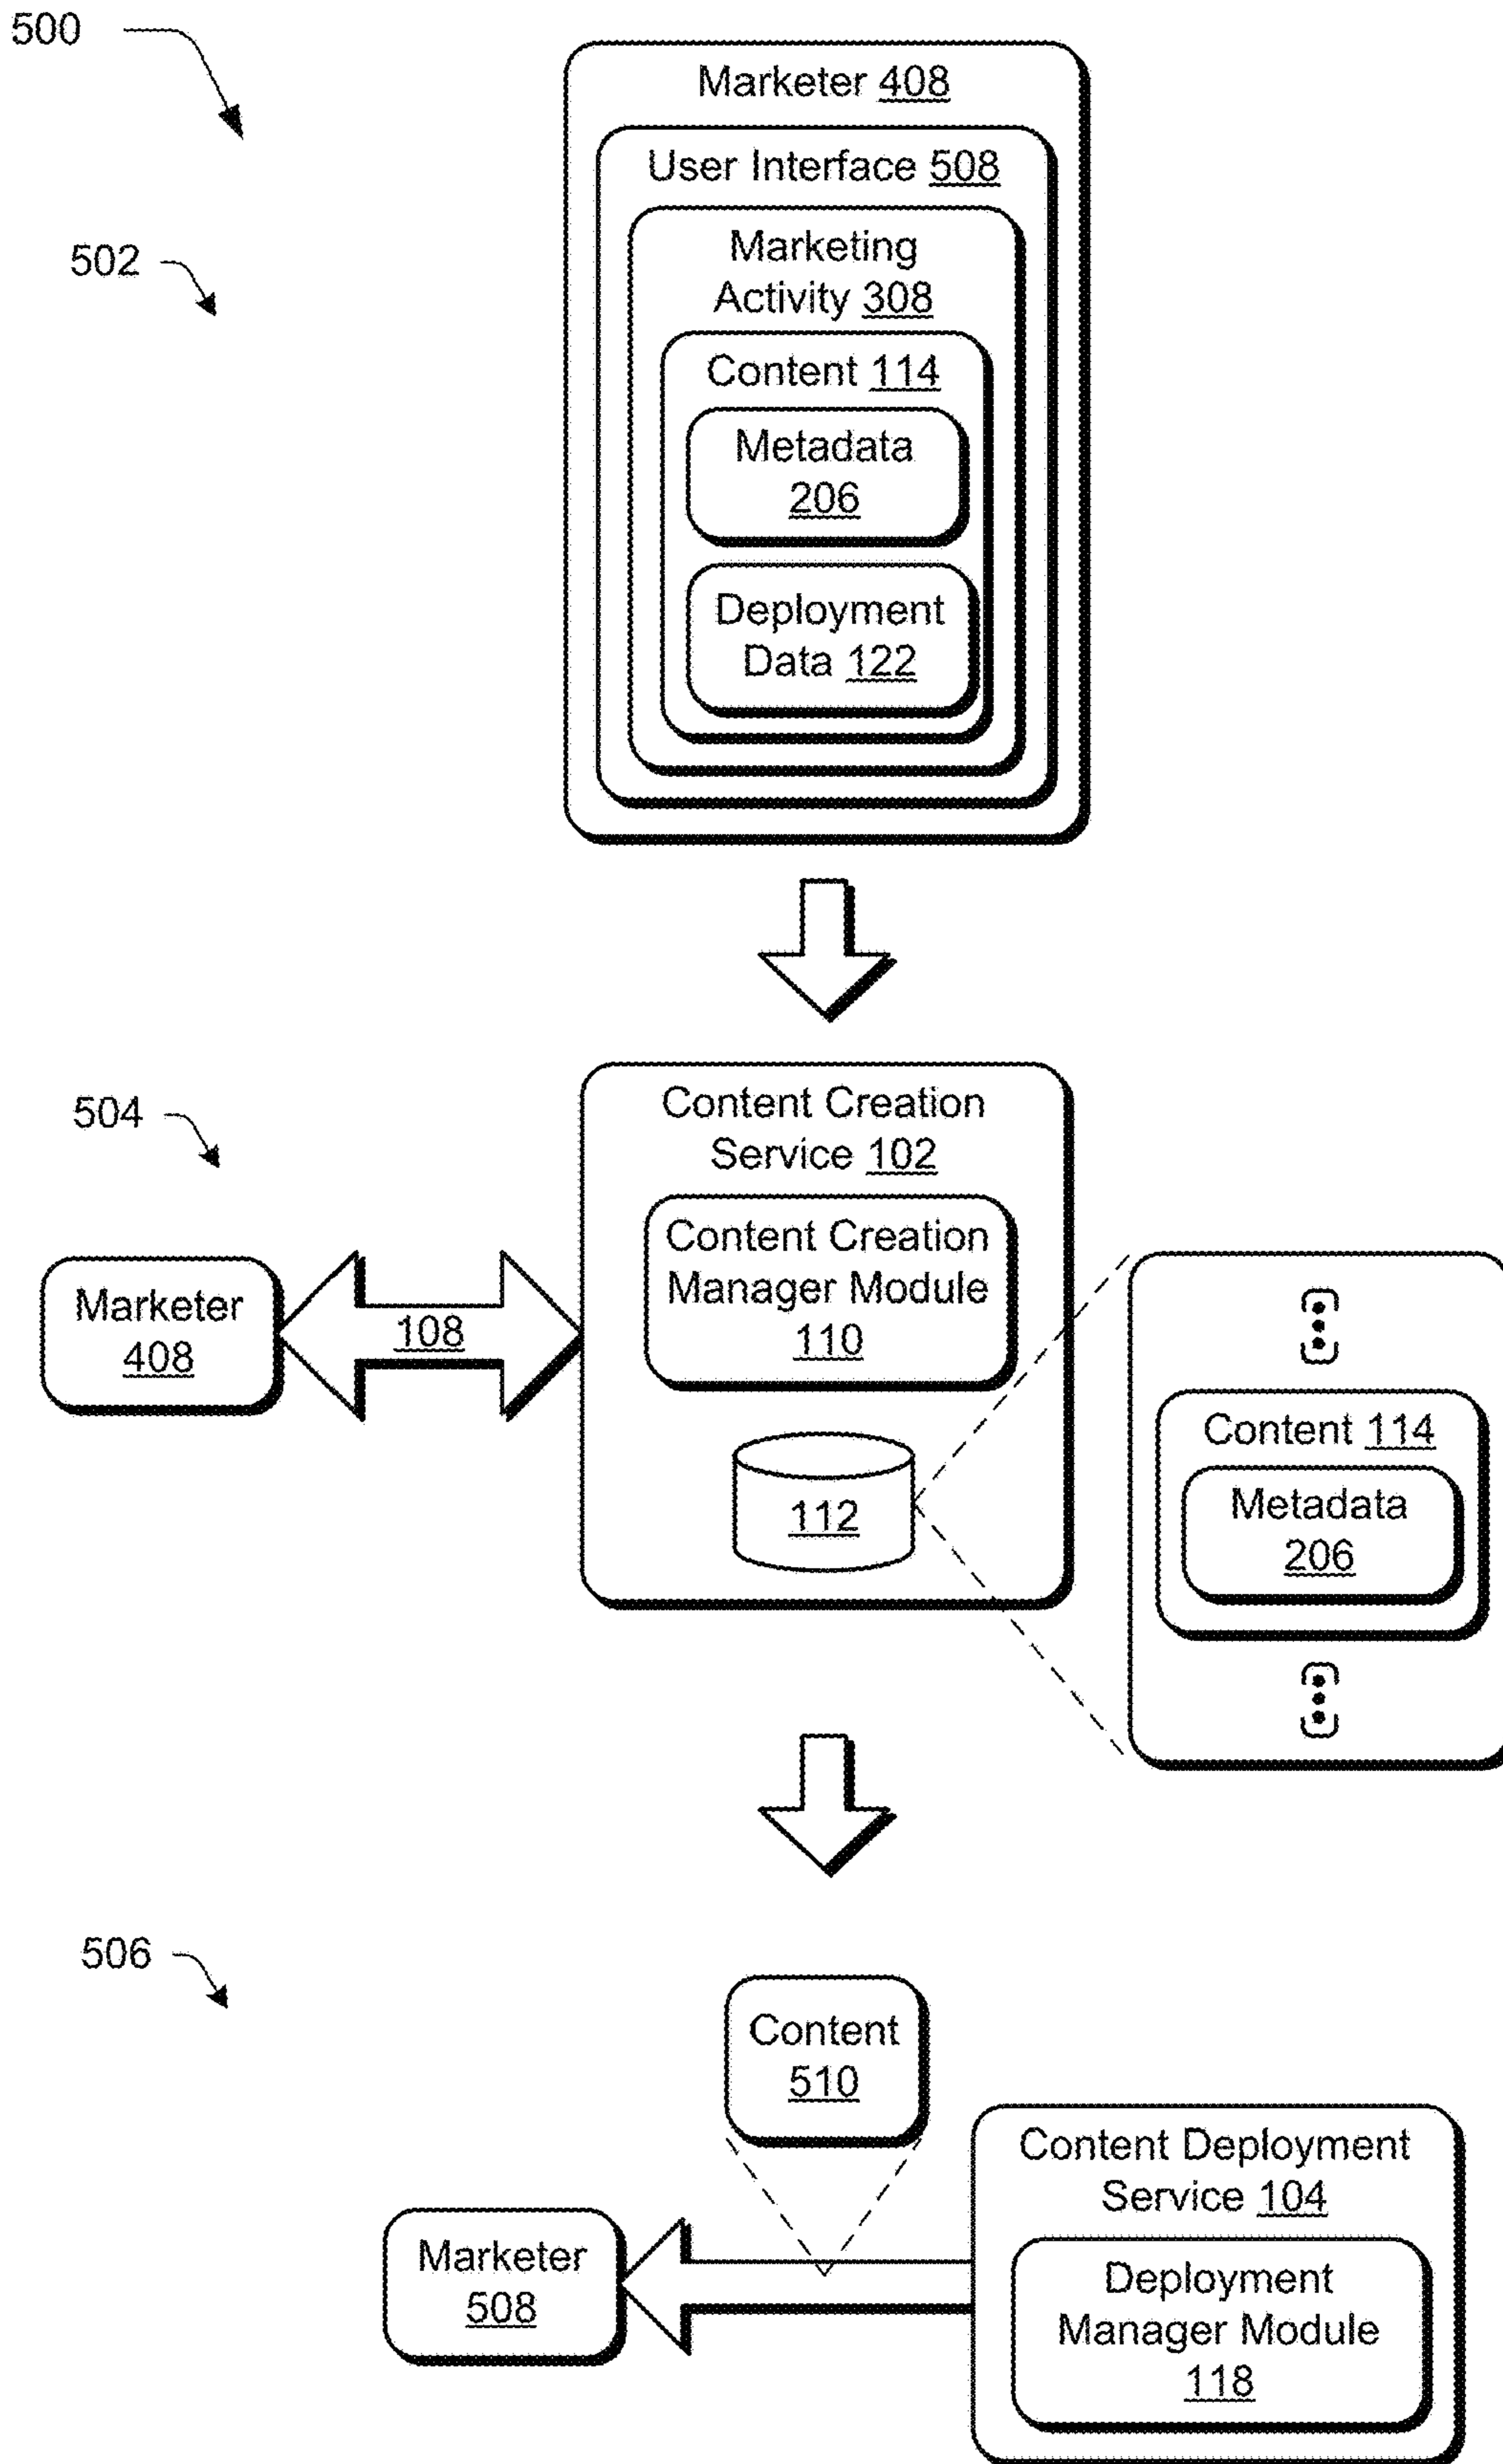 500
Marketer 408
User Interface 508
502
Marketing
Activity 308
Content 114
Metadata
206
Deployment
Data 122
504
Content Creation
Service 102
Content Creation
Manager Module
110
Marketer
408
108
112
Content 114
Metadata
206
506
Content
510
Content Deployment
Service 104
Marketer
508
Deployment
Manager Module
118